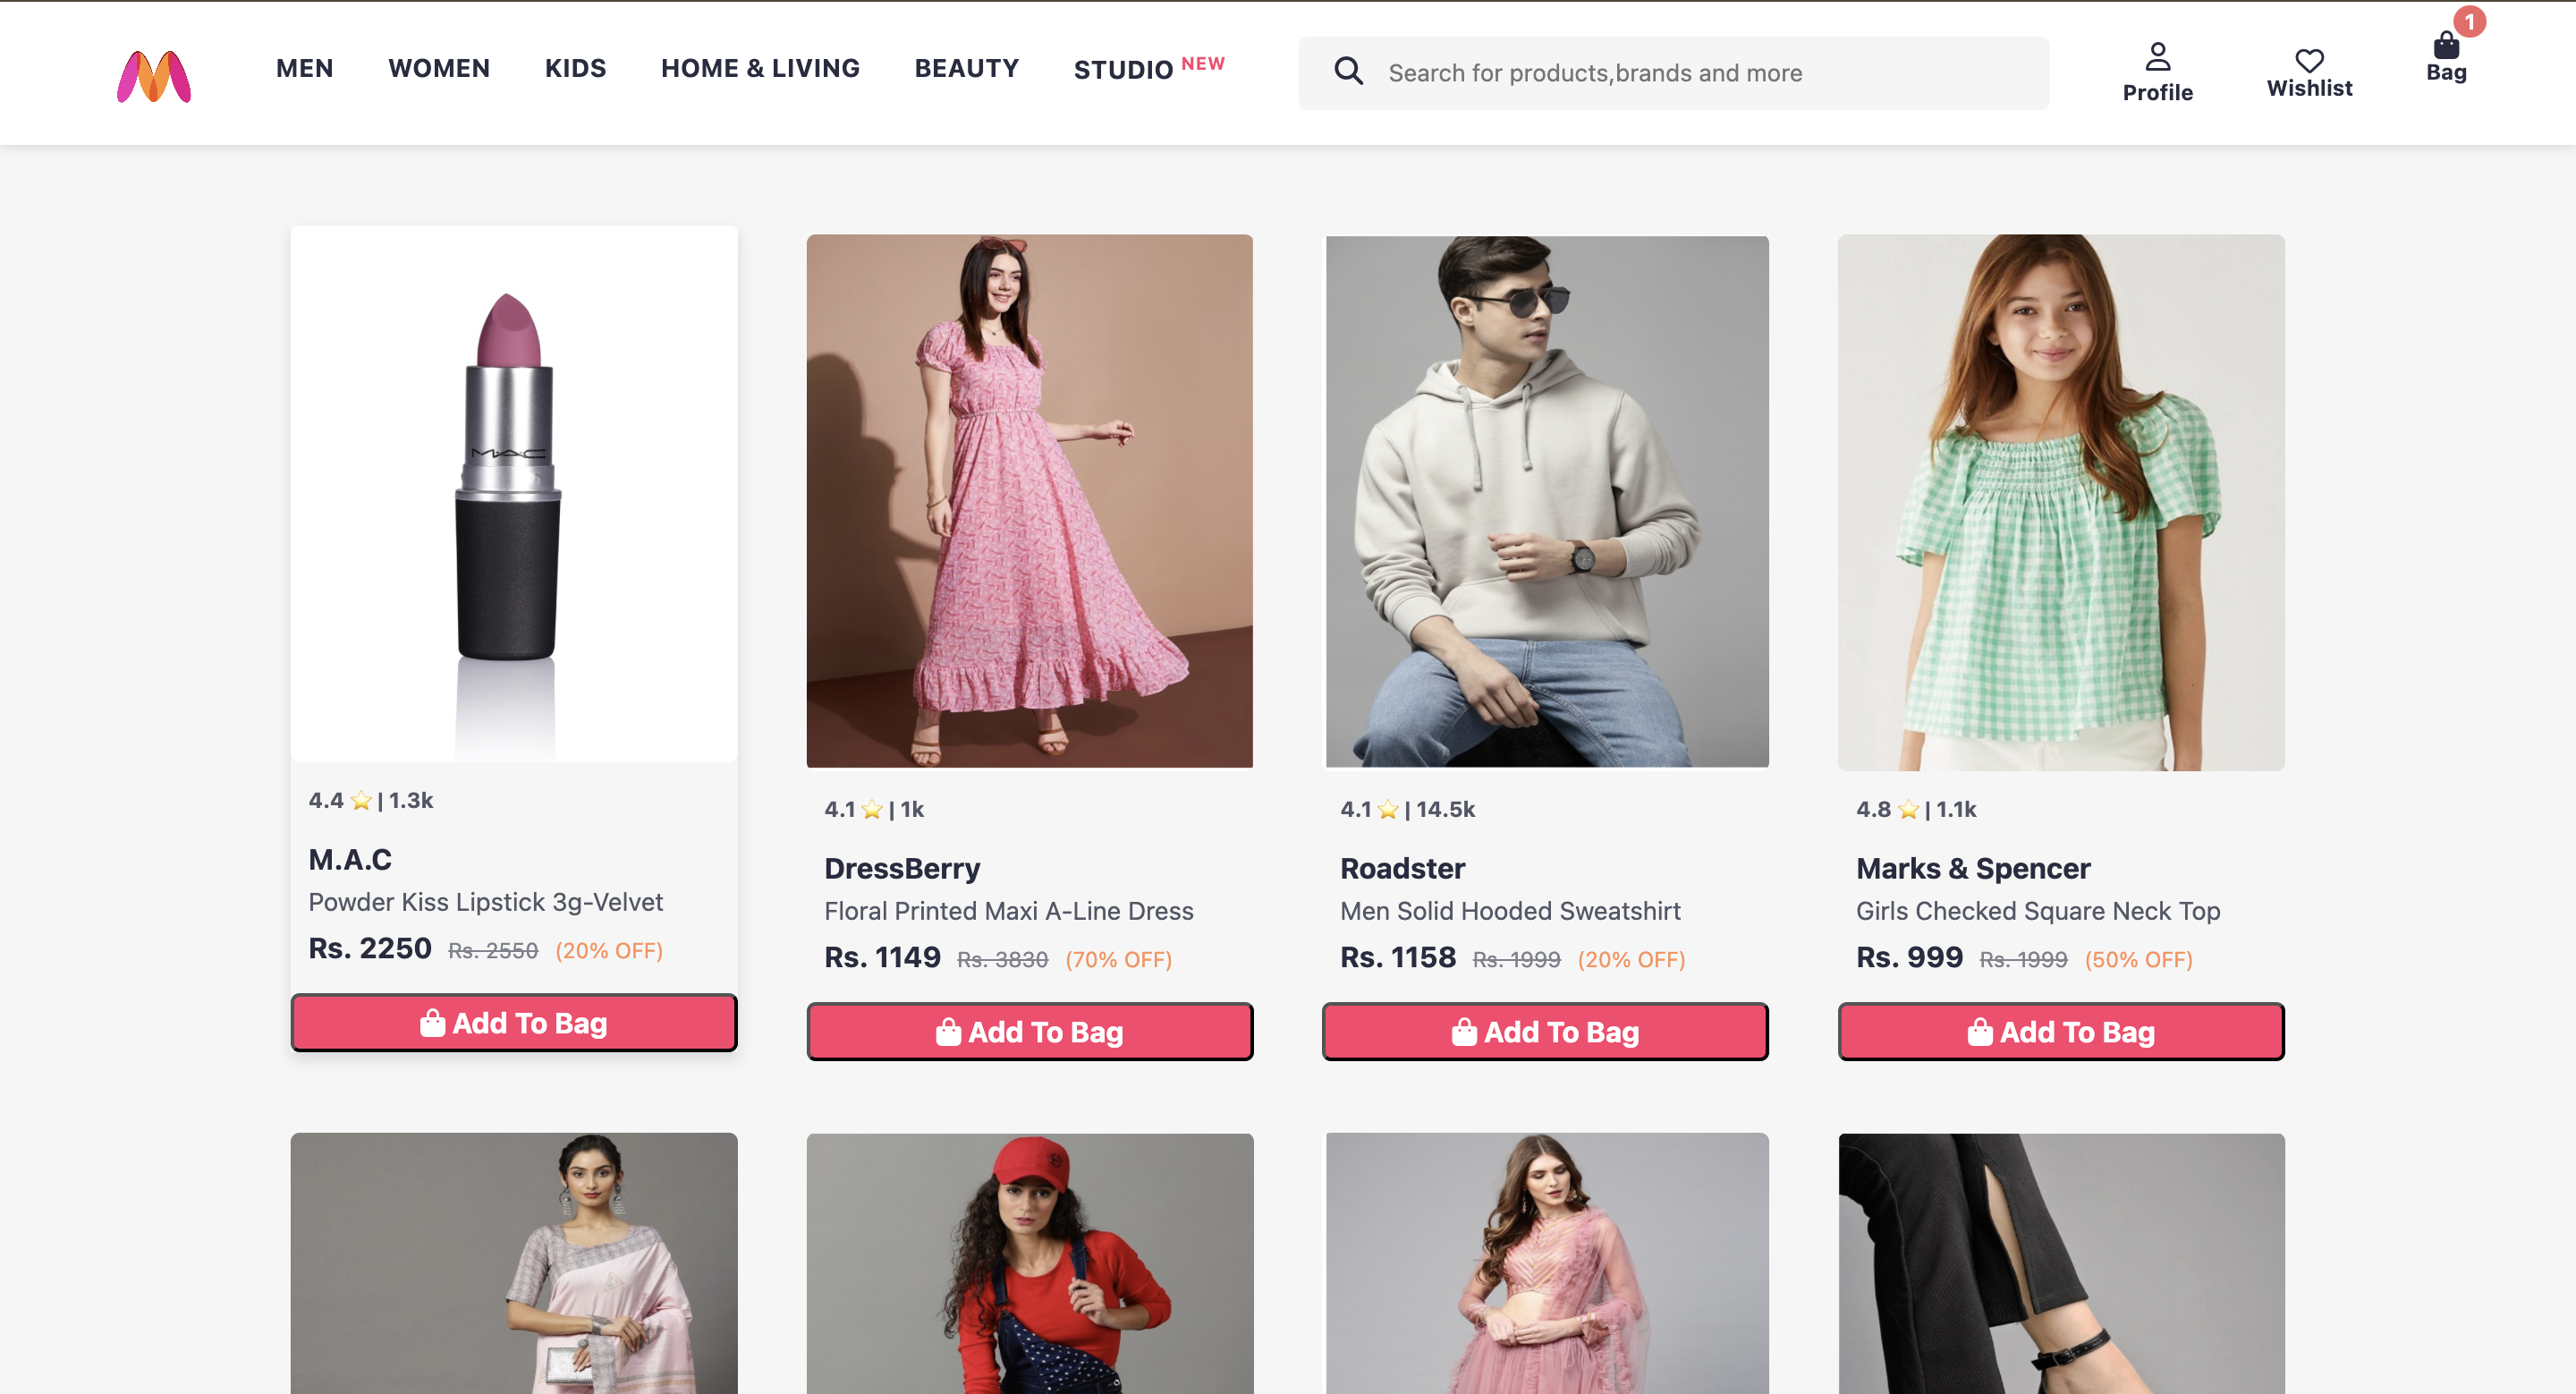 MEN WOMEN KIDS HOME & LIVING BEAUTY STUDIO NEW Search for products,brands and more Profile Wishlist Bag 1
MAC
4.4 ⭐ | 1.3k
M.A.C
Powder Kiss Lipstick 3g-Velvet
Rs. 2250 Rs. 2550 (20% OFF)
Add To Bag
4.1 ⭐ | 1k
DressBerry
Floral Printed Maxi A-Line Dress
Rs. 1149 Rs. 3830 (70% OFF)
Add To Bag
4.1 ⭐ | 14.5k
Roadster
Men Solid Hooded Sweatshirt
Rs. 1158 Rs. 1999 (20% OFF)
Add To Bag
4.8 ⭐ | 1.1k
Marks & Spencer
Girls Checked Square Neck Top
Rs. 999 Rs. 1999 (50% OFF)
Add To Bag